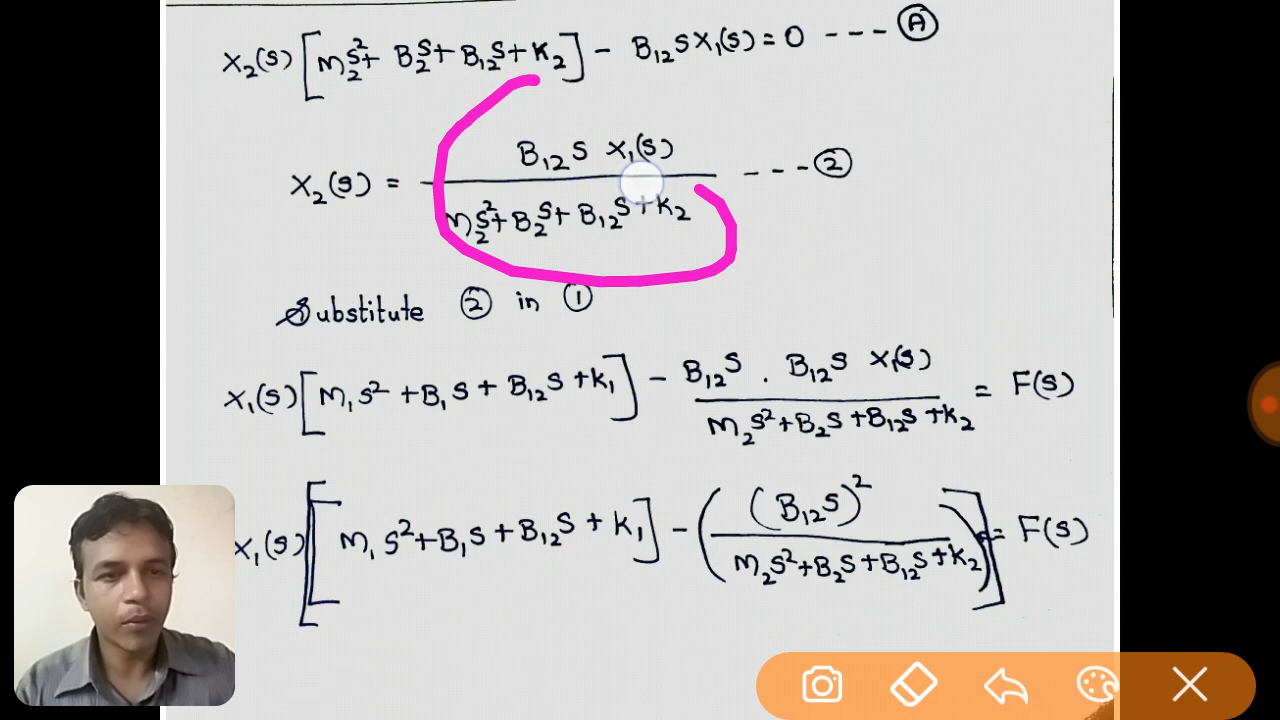 X₂(s) [M₂s² + B₂s + B₁₂s + K₂] − B₁₂s X₁(s) = 0 --- Ⓐ
X₂(s) = B₁₂s X₁(s) --- ②
M₂s² + B₂s + B₁₂s + K₂
Substitute ② in ①
X₁(s) [M₁s² + B₁s + B₁₂s + K₁] − B₁₂s . B₁₂s X₁(s) = F(s)
M₂s² + B₂s + B₁₂s + K₂
X₁(s) [[M₁s² + B₁s + B₁₂s + K₁] − ((B₁₂s)²)] = F(s)
M₂s² + B₂s + B₁₂s + K₂